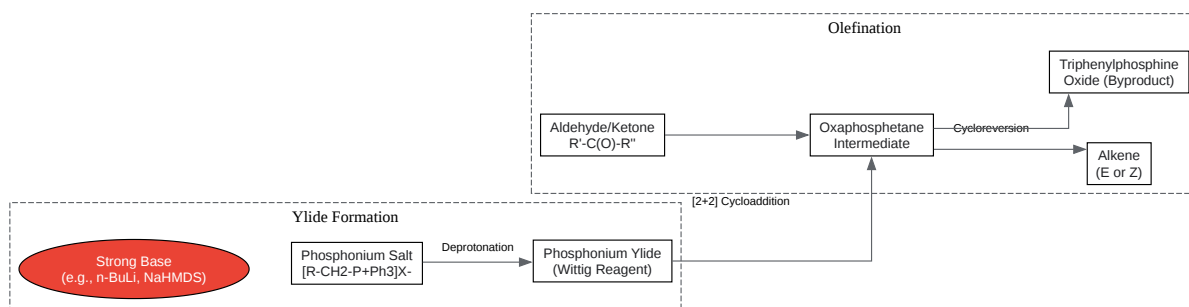 Olefination
Triphenylphosphine
Oxide (Byproduct)
Aldehyde/Ketone
R'-C(O)-R"
Oxaphosphetane
Intermediate
Cycloreversion
Alkene
(E or Z)
[2+2] Cycloaddition
Ylide Formation
Strong Base
(e.g., n-BuLi, NaHMDS)
Phosphonium Salt
[R-CH2-P+Ph3]X-
Deprotonation
Phosphonium Ylide
(Wittig Reagent)